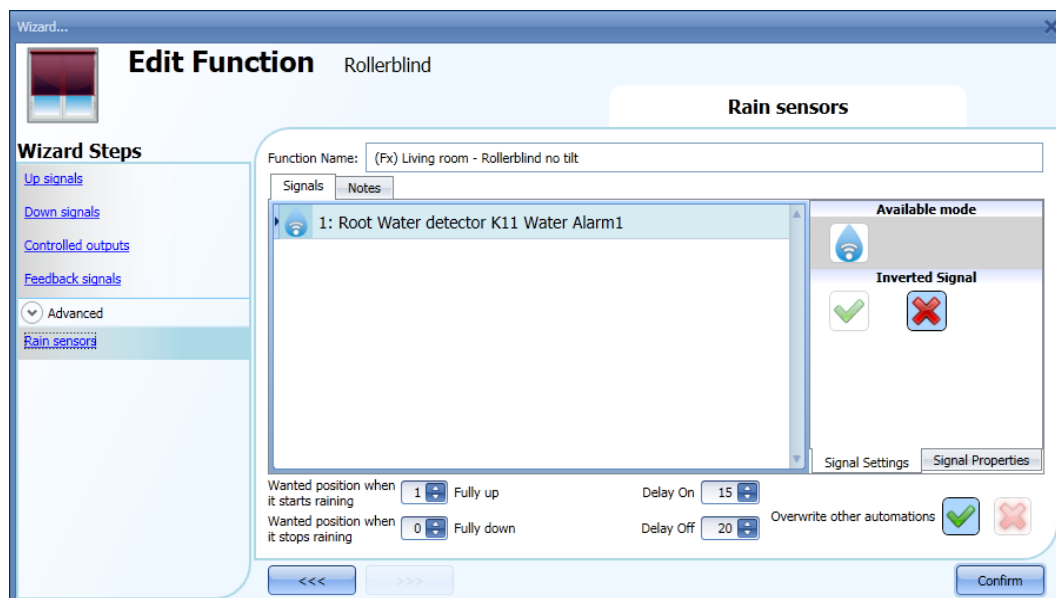 Wizard...
Edit Function Rollerblind
Rain sensors
Wizard Steps
Up signals
Down signals
Controlled outputs
Feedback signals
Advanced
Rain sensors
Function Name: (Fx) Living room - Rollerblind no tilt
Signals Notes
1: Root Water detector K11 Water Alarm1
Available mode
Inverted Signal
Signal Settings Signal Properties
Wanted position when
it starts raining
1 Fully up
Delay On 15
Wanted position when
it stops raining
0 Fully down
Delay Off 20
Overwrite other automations
<<< >>> Confirm